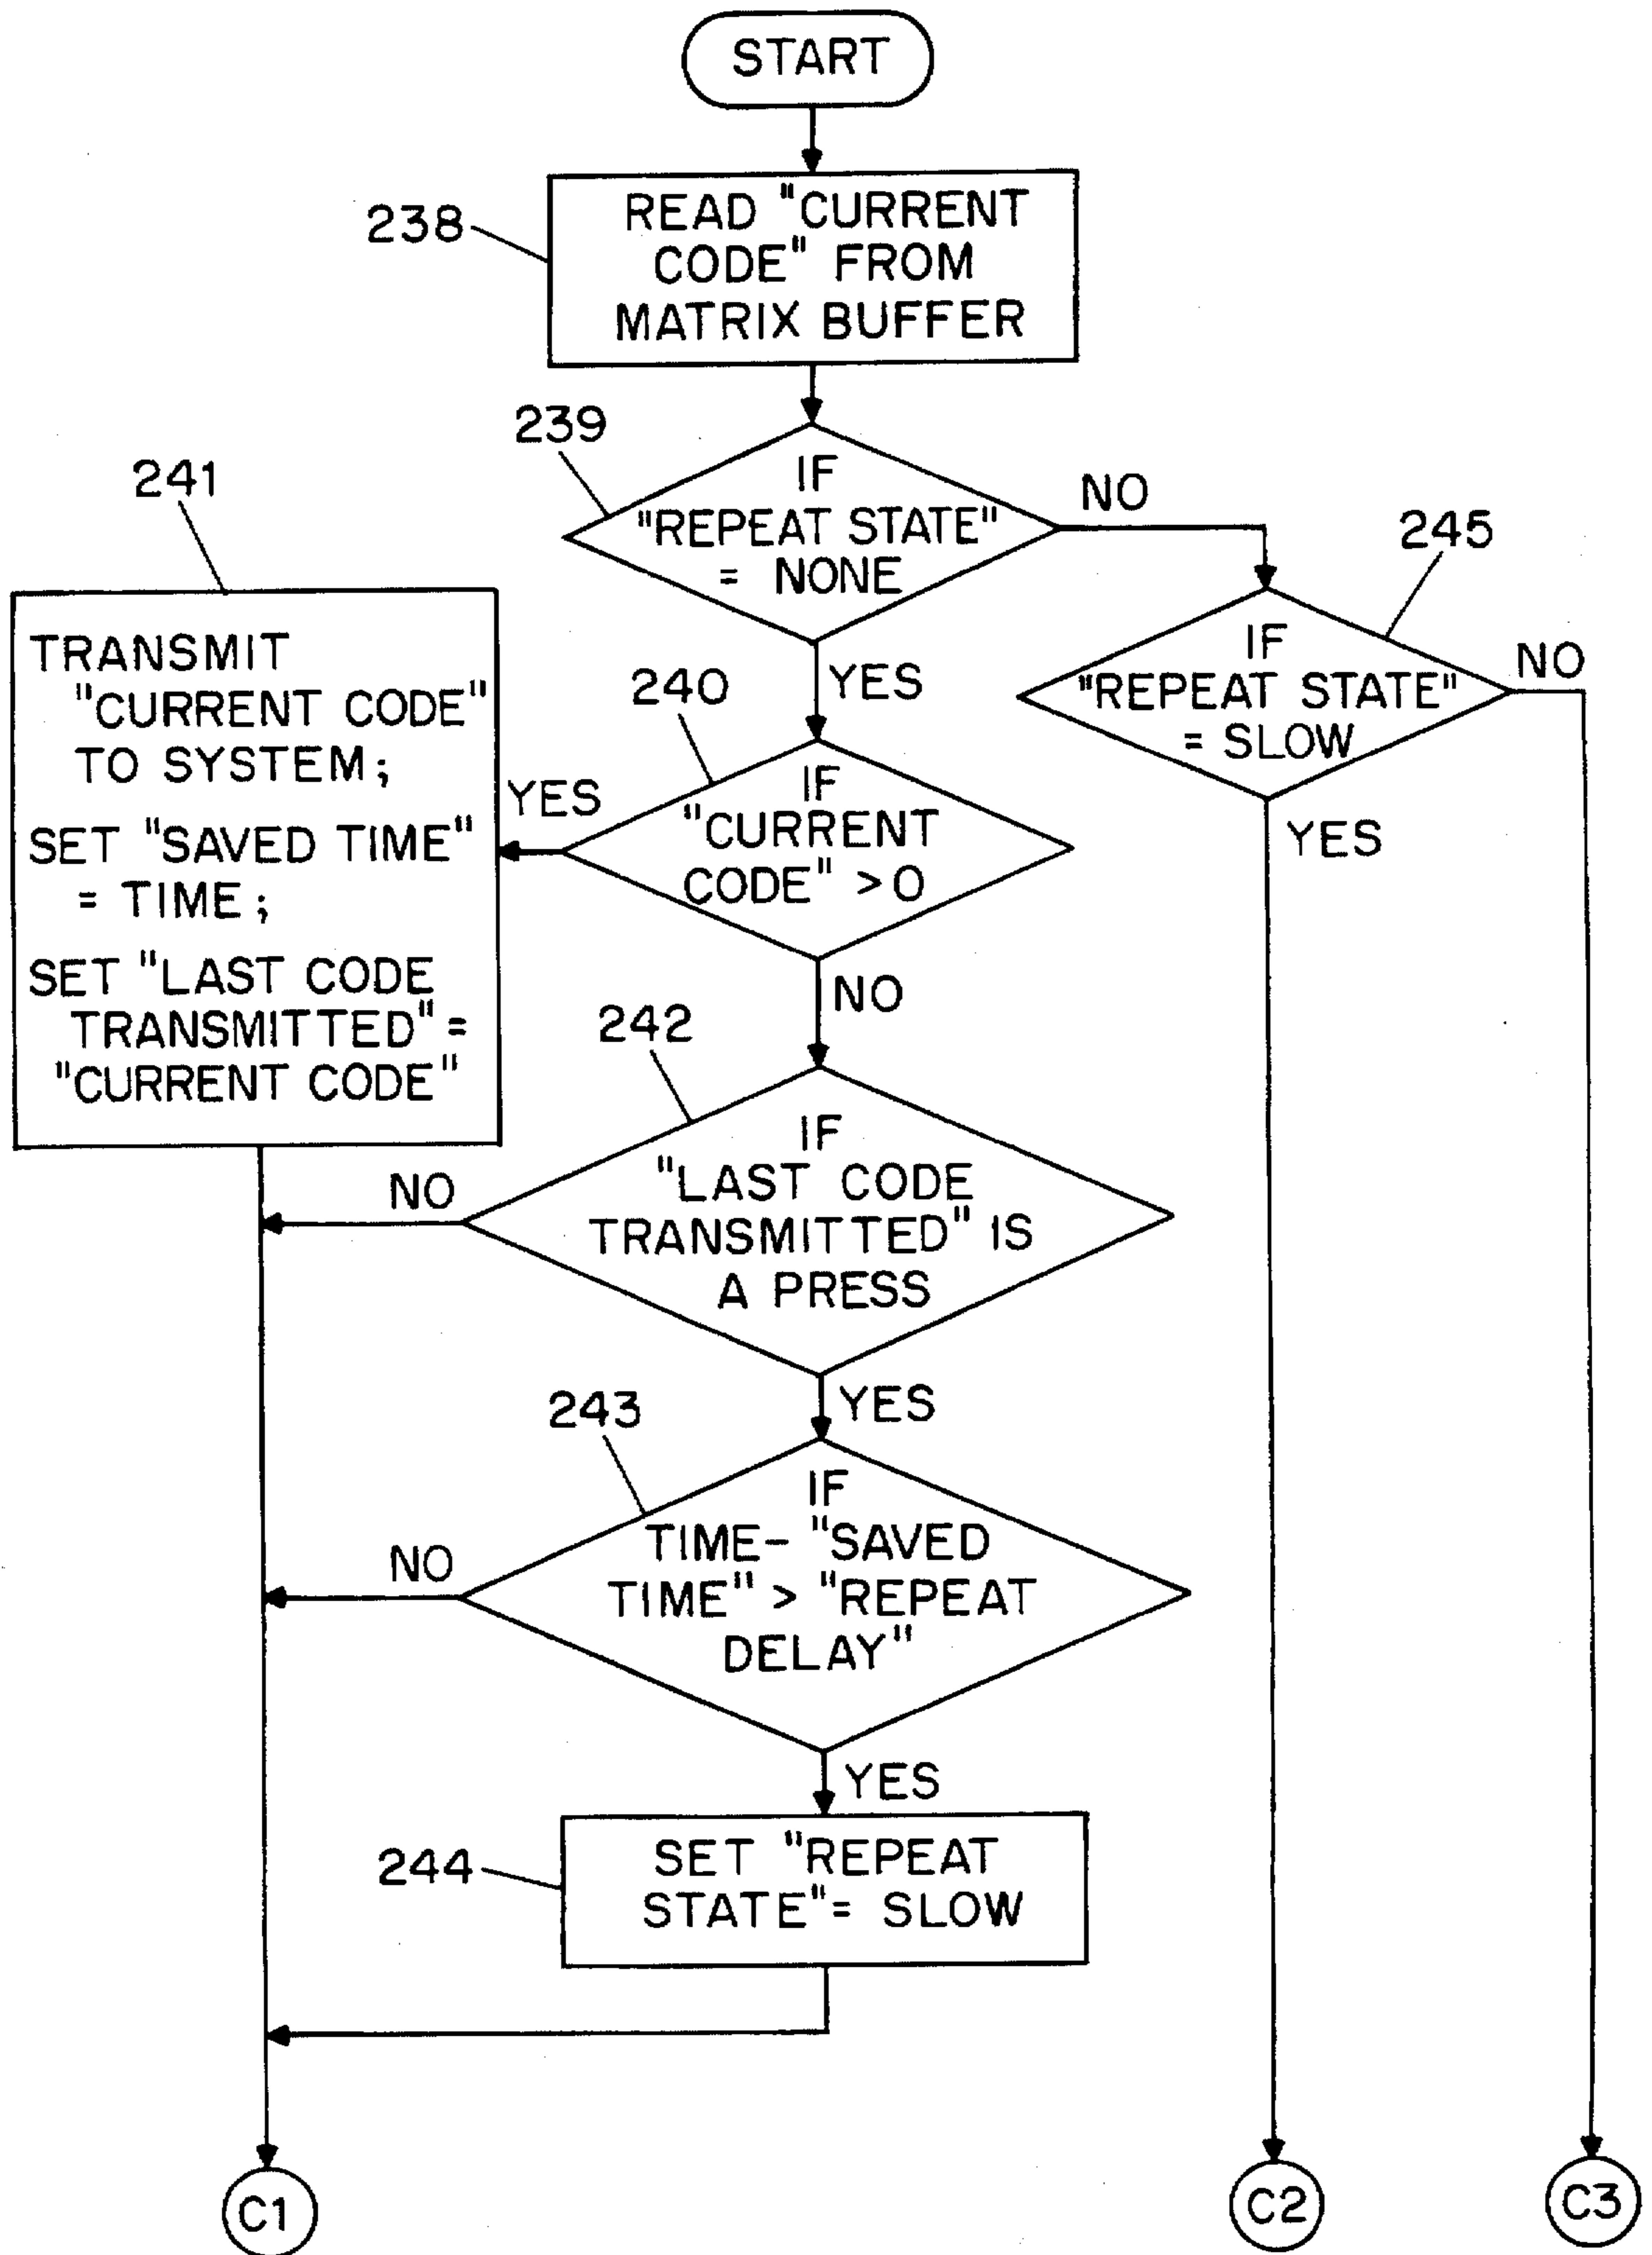 START
238
READ "CURRENT
CODE" FROM
MATRIX BUFFER
239
IF
"REPEAT STATE"
= NONE
NO
YES
245
IF
"REPEAT STATE"
= SLOW
NO
YES
240
IF
"CURRENT
CODE" >0
YES
NO
241
TRANSMIT
"CURRENT CODE"
TO SYSTEM;
SET "SAVED TIME"
= TIME;
SET "LAST CODE
TRANSMITTED" =
"CURRENT CODE"
242
IF
"LAST CODE
TRANSMITTED" IS
A PRESS
NO
YES
243
IF
TIME- "SAVED
TIME" > "REPEAT
DELAY"
NO
YES
244
SET "REPEAT
STATE"= SLOW
C1
C2
C3